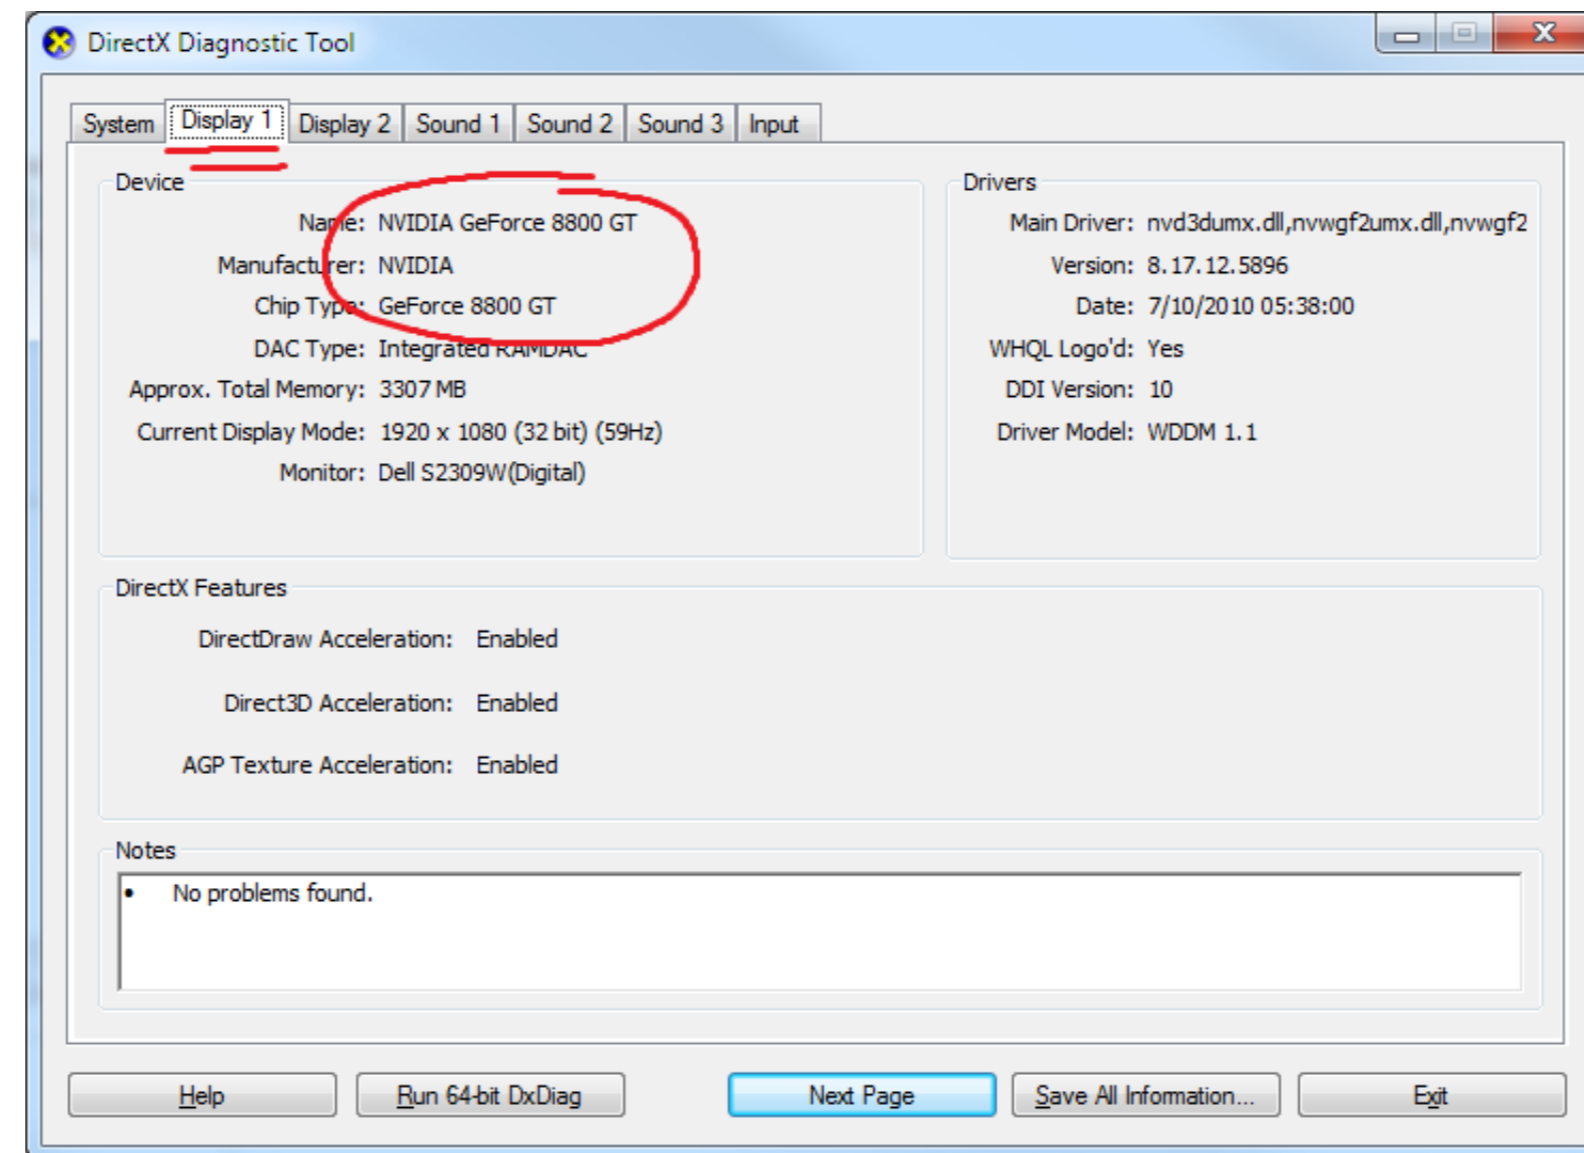 DirectX Diagnostic Tool
System Display 1 Display 2 Sound 1 Sound 2 Sound 3 Input
Device
Name: NVIDIA GeForce 8800 GT
Manufacturer: NVIDIA
Chip Type: GeForce 8800 GT
DAC Type: Integrated RAMDAC
Approx. Total Memory: 3307 MB
Current Display Mode: 1920 x 1080 (32 bit) (59Hz)
Monitor: Dell S2309W(Digital)
Drivers
Main Driver: nvd3dumx.dll,nvwgf2umx.dll,nvwgf2
Version: 8.17.12.5896
Date: 7/10/2010 05:38:00
WHQL Logo'd: Yes
DDI Version: 10
Driver Model: WDDM 1.1
DirectX Features
DirectDraw Acceleration: Enabled
Direct3D Acceleration: Enabled
AGP Texture Acceleration: Enabled
Notes
• No problems found.
Help Run 64-bit DxDiag Next Page Save All Information... Exit